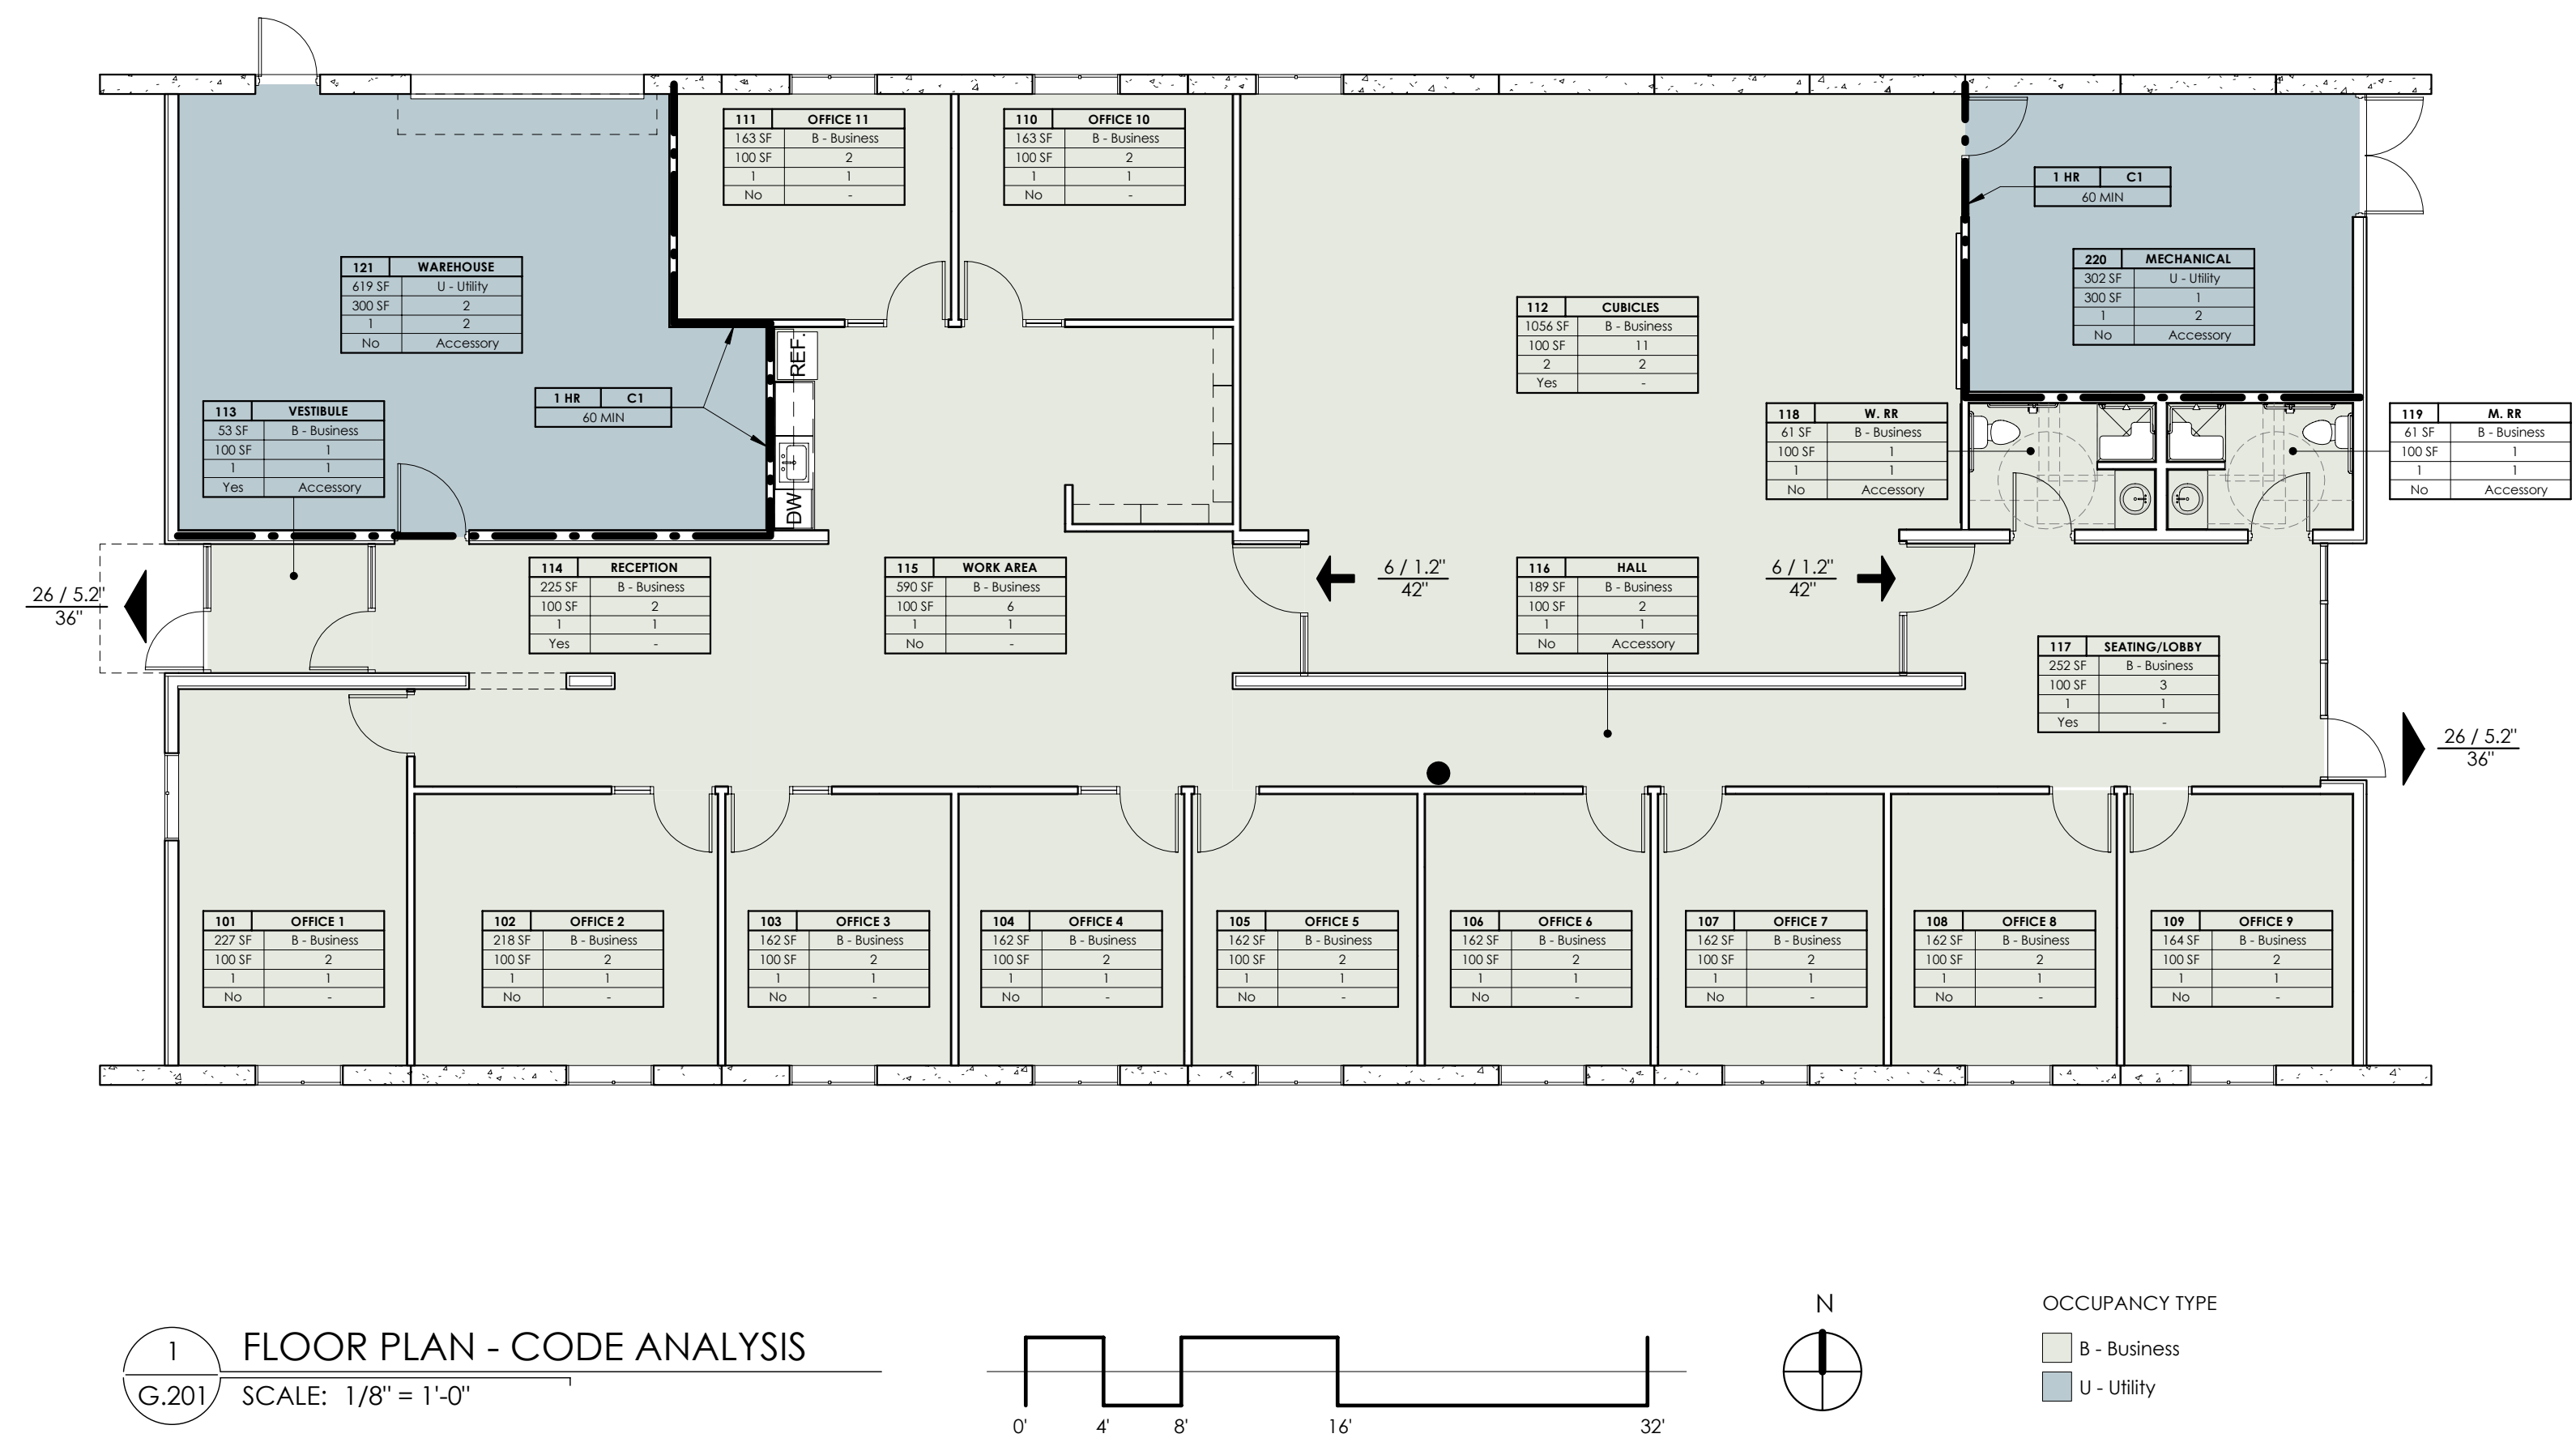 111 OFFICE 11
163 SF B - Business
100 SF 2
1 1
No -
110 OFFICE 10
163 SF B - Business
100 SF 2
1 1
No -
1 HR C1
60 MIN
121 WAREHOUSE
619 SF U - Utility
300 SF 2
1 2
No Accessory
220 MECHANICAL
302 SF U - Utility
300 SF 1
1 2
No Accessory
112 CUBICLES
1056 SF B - Business
100 SF 11
2 2
Yes -
REF.
1 HR C1
60 MIN
113 VESTIBULE
53 SF B - Business
100 SF 1
1 1
Yes Accessory
118 W. RR
61 SF B - Business
100 SF 1
1 1
No Accessory
119 M. RR
61 SF B - Business
100 SF 1
1 1
No Accessory
DW
26 / 5.2"
36"
114 RECEPTION
225 SF B - Business
100 SF 2
1 1
Yes -
115 WORK AREA
590 SF B - Business
100 SF 6
1 1
No -
6 / 1.2"
42"
116 HALL
189 SF B - Business
100 SF 2
1 1
No Accessory
6 / 1.2"
42"
117 SEATING/LOBBY
252 SF B - Business
100 SF 3
1 1
Yes -
26 / 5.2"
36"
101 OFFICE 1
227 SF B - Business
100 SF 2
1 1
No -
102 OFFICE 2
218 SF B - Business
100 SF 2
1 1
No -
103 OFFICE 3
162 SF B - Business
100 SF 2
1 1
No -
104 OFFICE 4
162 SF B - Business
100 SF 2
1 1
No -
105 OFFICE 5
162 SF B - Business
100 SF 2
1 1
No -
106 OFFICE 6
162 SF B - Business
100 SF 2
1 1
No -
107 OFFICE 7
162 SF B - Business
100 SF 2
1 1
No -
108 OFFICE 8
162 SF B - Business
100 SF 2
1 1
No -
109 OFFICE 9
164 SF B - Business
100 SF 2
1 1
No -
1
G.201
FLOOR PLAN - CODE ANALYSIS
SCALE: 1/8" = 1'-0"
0' 4' 8' 16' 32'
N
OCCUPANCY TYPE
B - Business
U - Utility